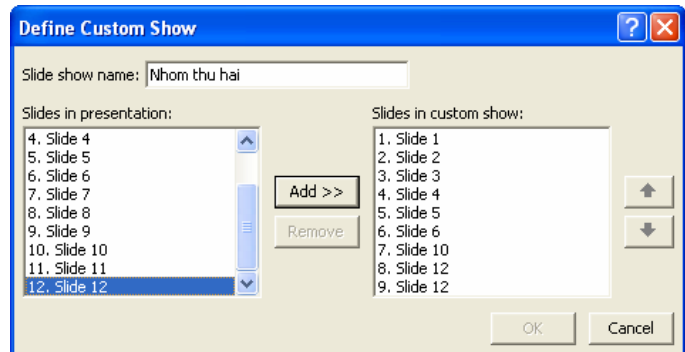 Define Custom Show
Slide show name: Nhom thu hai
Slides in presentation:
4. Slide 4
5. Slide 5
6. Slide 6
7. Slide 7
8. Slide 8
9. Slide 9
10. Slide 10
11. Slide 11
12. Slide 12
Add >>
Remove
Slides in custom show:
1. Slide 1
2. Slide 2
3. Slide 3
4. Slide 4
5. Slide 5
6. Slide 6
7. Slide 10
8. Slide 12
9. Slide 12
OK
Cancel